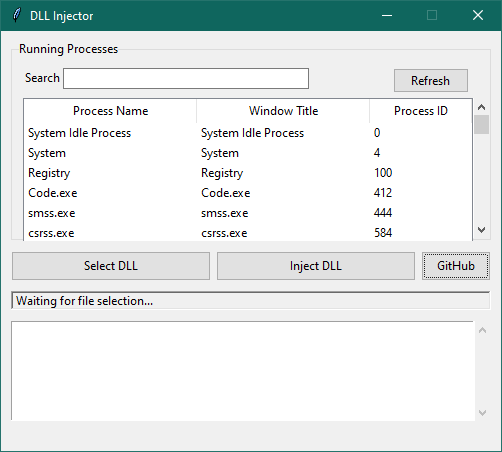 DLL Injector
Running Processes
Search
Refresh
Process Name Window Title Process ID
System Idle Process System Idle Process 0
System System 4
Registry Registry 100
Code.exe Code.exe 412
smss.exe smss.exe 444
csrss.exe csrss.exe 584
Select DLL Inject DLL GitHub
Waiting for file selection...